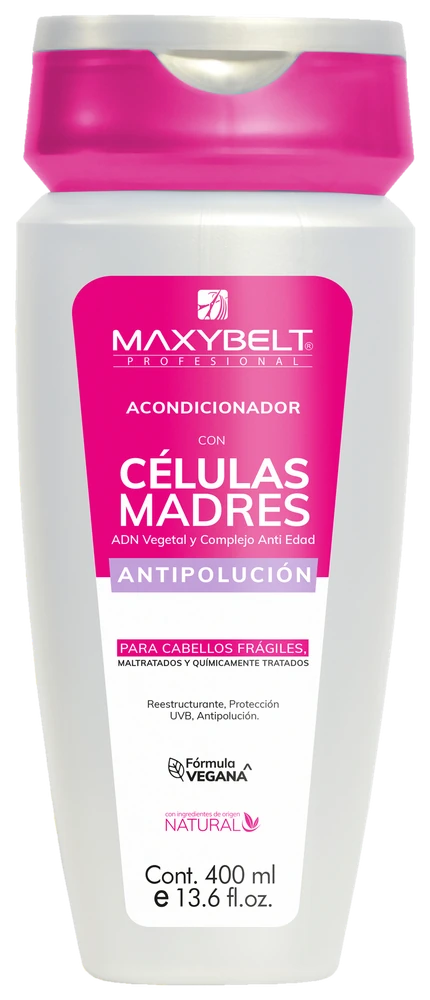 MAXYBELT®
PROFESIONAL
ACONDICIONADOR
CON
CÉLULAS
MADRES
ADN Vegetal y Complejo Anti Edad
ANTIPOLUCIÓN
PARA CABELLOS FRÁGILES,
MALTRATADOS Y QUÍMICAMENTE TRATADOS
Reestructurante, Protección
UVB, Antipolución.
Fórmula
VEGANA^
con ingredientes de origen
NATURAL
Cont. 400 ml
e 13.6 fl.oz.